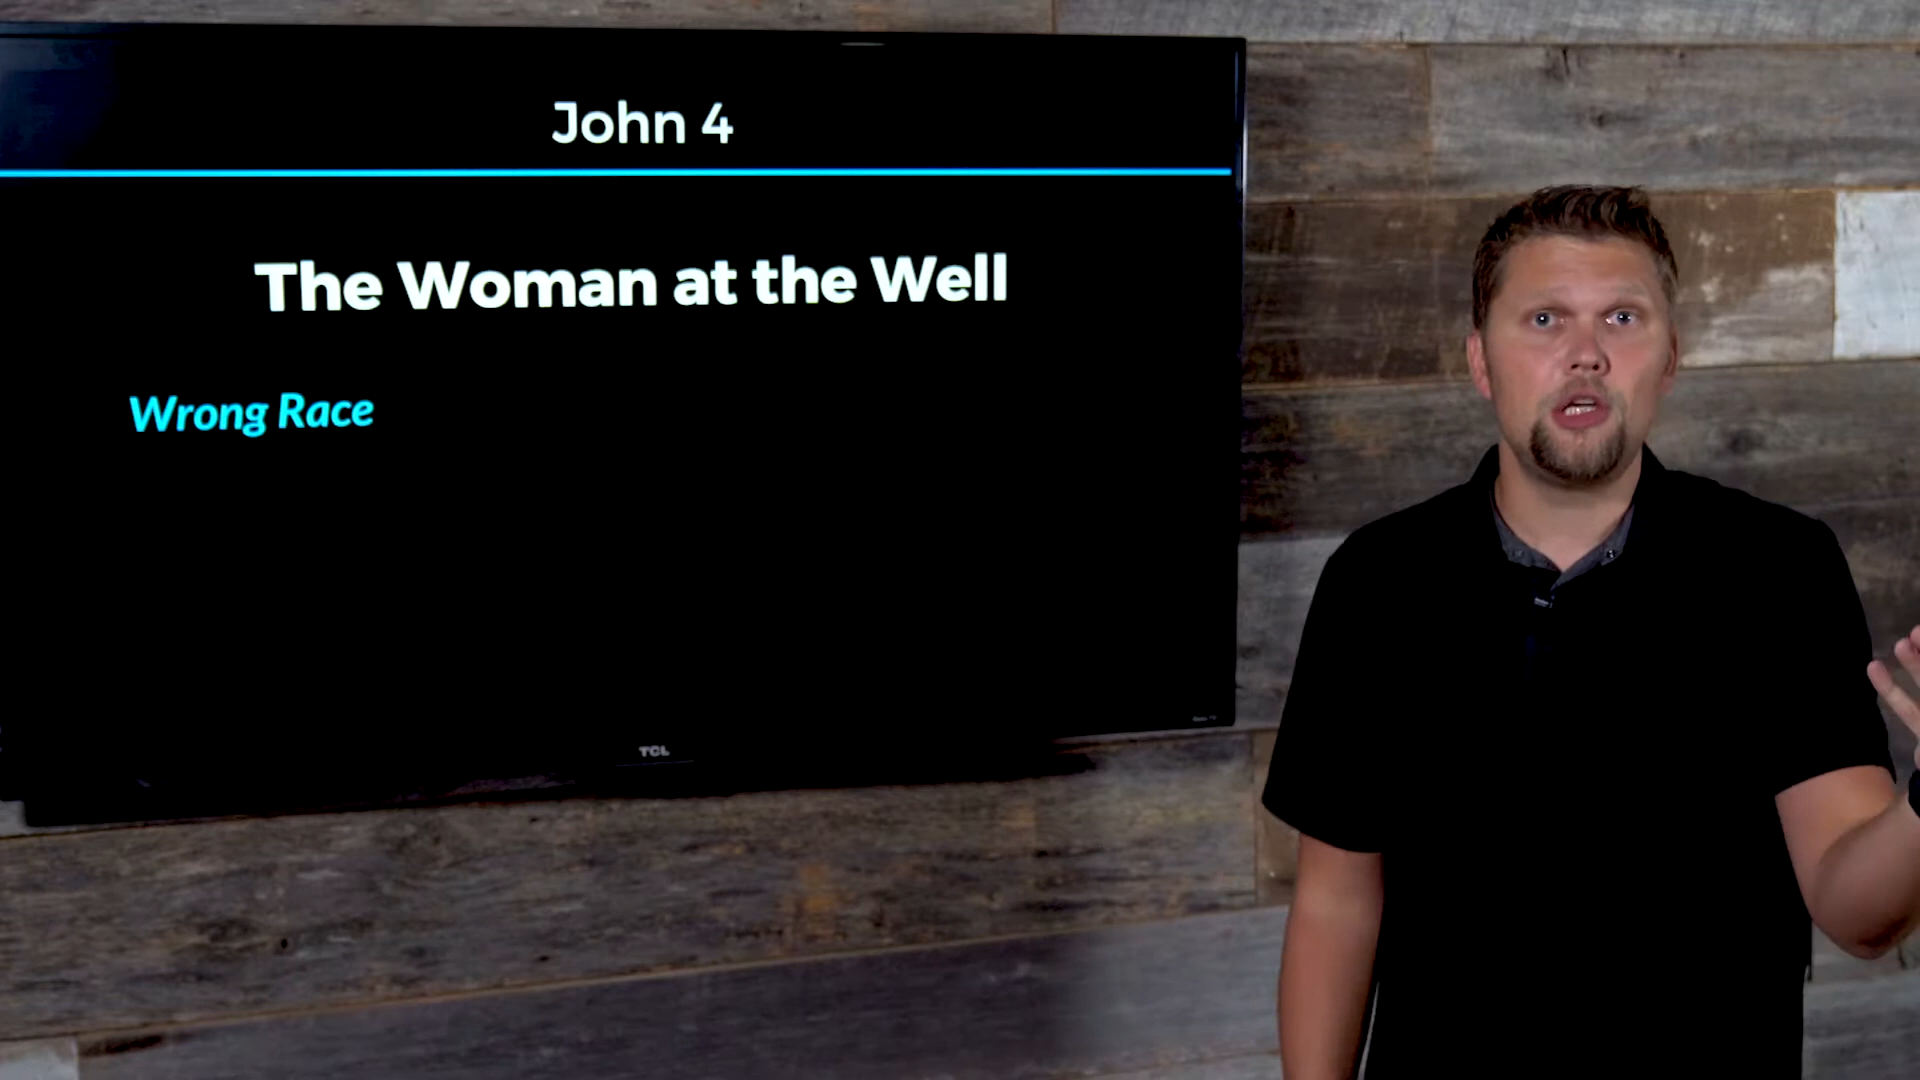 John 4
The Woman at the Well
Wrong Race
TCL